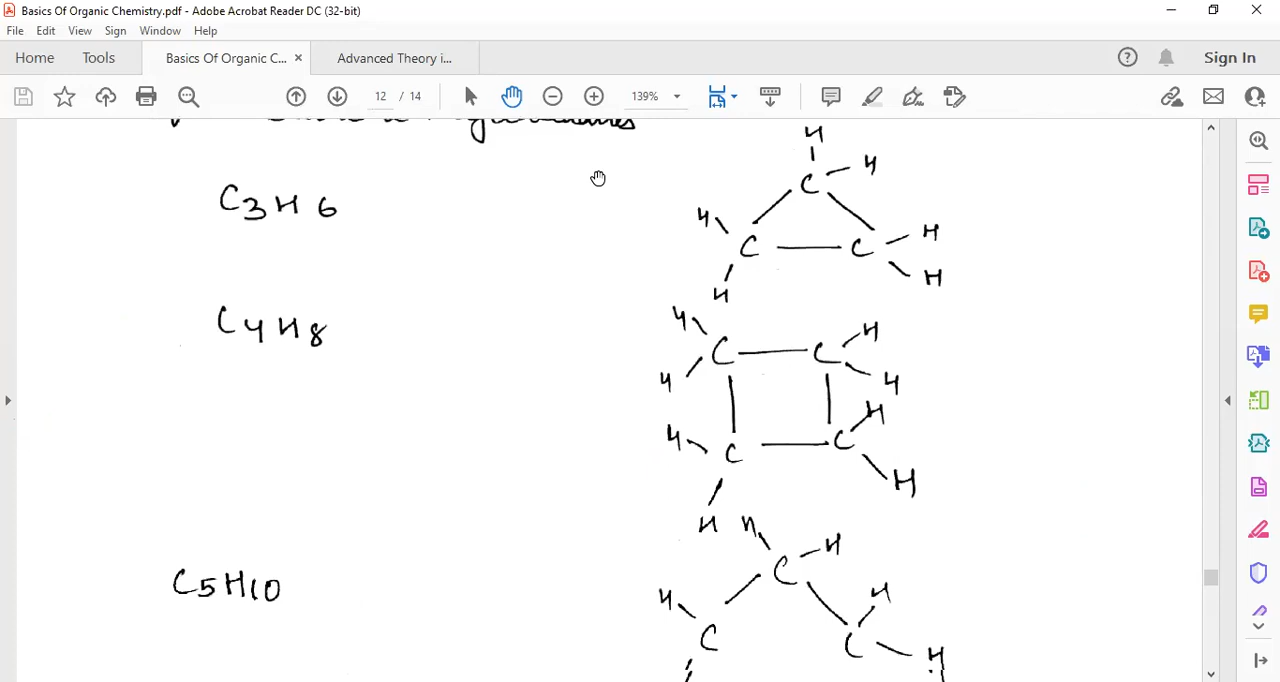 Basics Of Organic Chemistry.pdf - Adobe Acrobat Reader DC (32-bit)
File Edit View Sign Window Help
Home Tools Basics Of Organic C... × Advanced Theory i... Sign In
12 / 14 139%
C3H6
H
H
C
H
C C H
H
H
C4H8
H
H
C C
H
H
H
H
C C
H
H
H H
C
C5H10
H
H
C
C
H